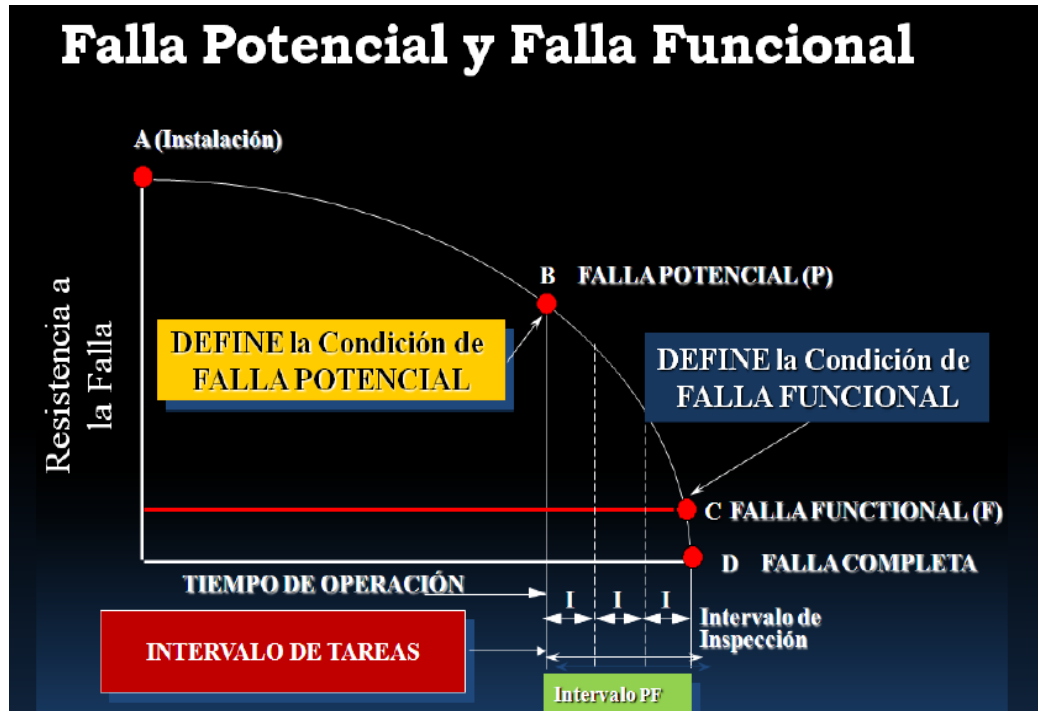 Falla Potencial y Falla Funcional
A (Instalación)
B FALLA POTENCIAL (P)
DEFINE la Condición de
FALLA POTENCIAL
DEFINE la Condición de
FALLA FUNCIONAL
Resistencia a
la Falla
C FALLA FUNCTIONAL (F)
D FALLA COMPLETA
TIEMPO DE OPERACIÓN
I I I
Intervalo de
Inspección
INTERVALO DE TAREAS
Intervalo PF